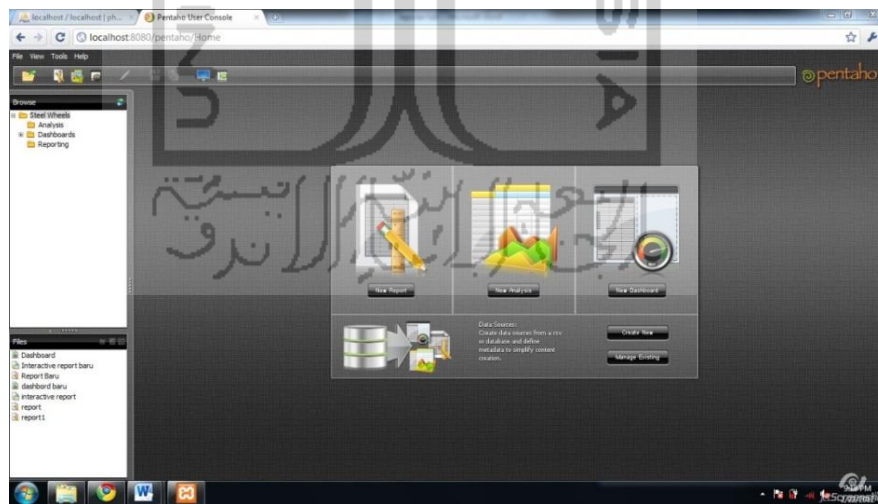 localhost / localhost | ph...
Pentaho User Console
localhost:8080/pentaho/Home
File View Tools Help
pentaho
Browse
Steel Wheels
Analysis
Dashboards
Reporting
New Report
New Analysis
New Dashboard
Data Sources:
Create data sources from a csv
or database and define
metadata to simplify content
creation.
Create New
Manage Existing
Files
Dashboard
Interactive report baru
Report Baru
dashbord baru
interactive report
report
report1